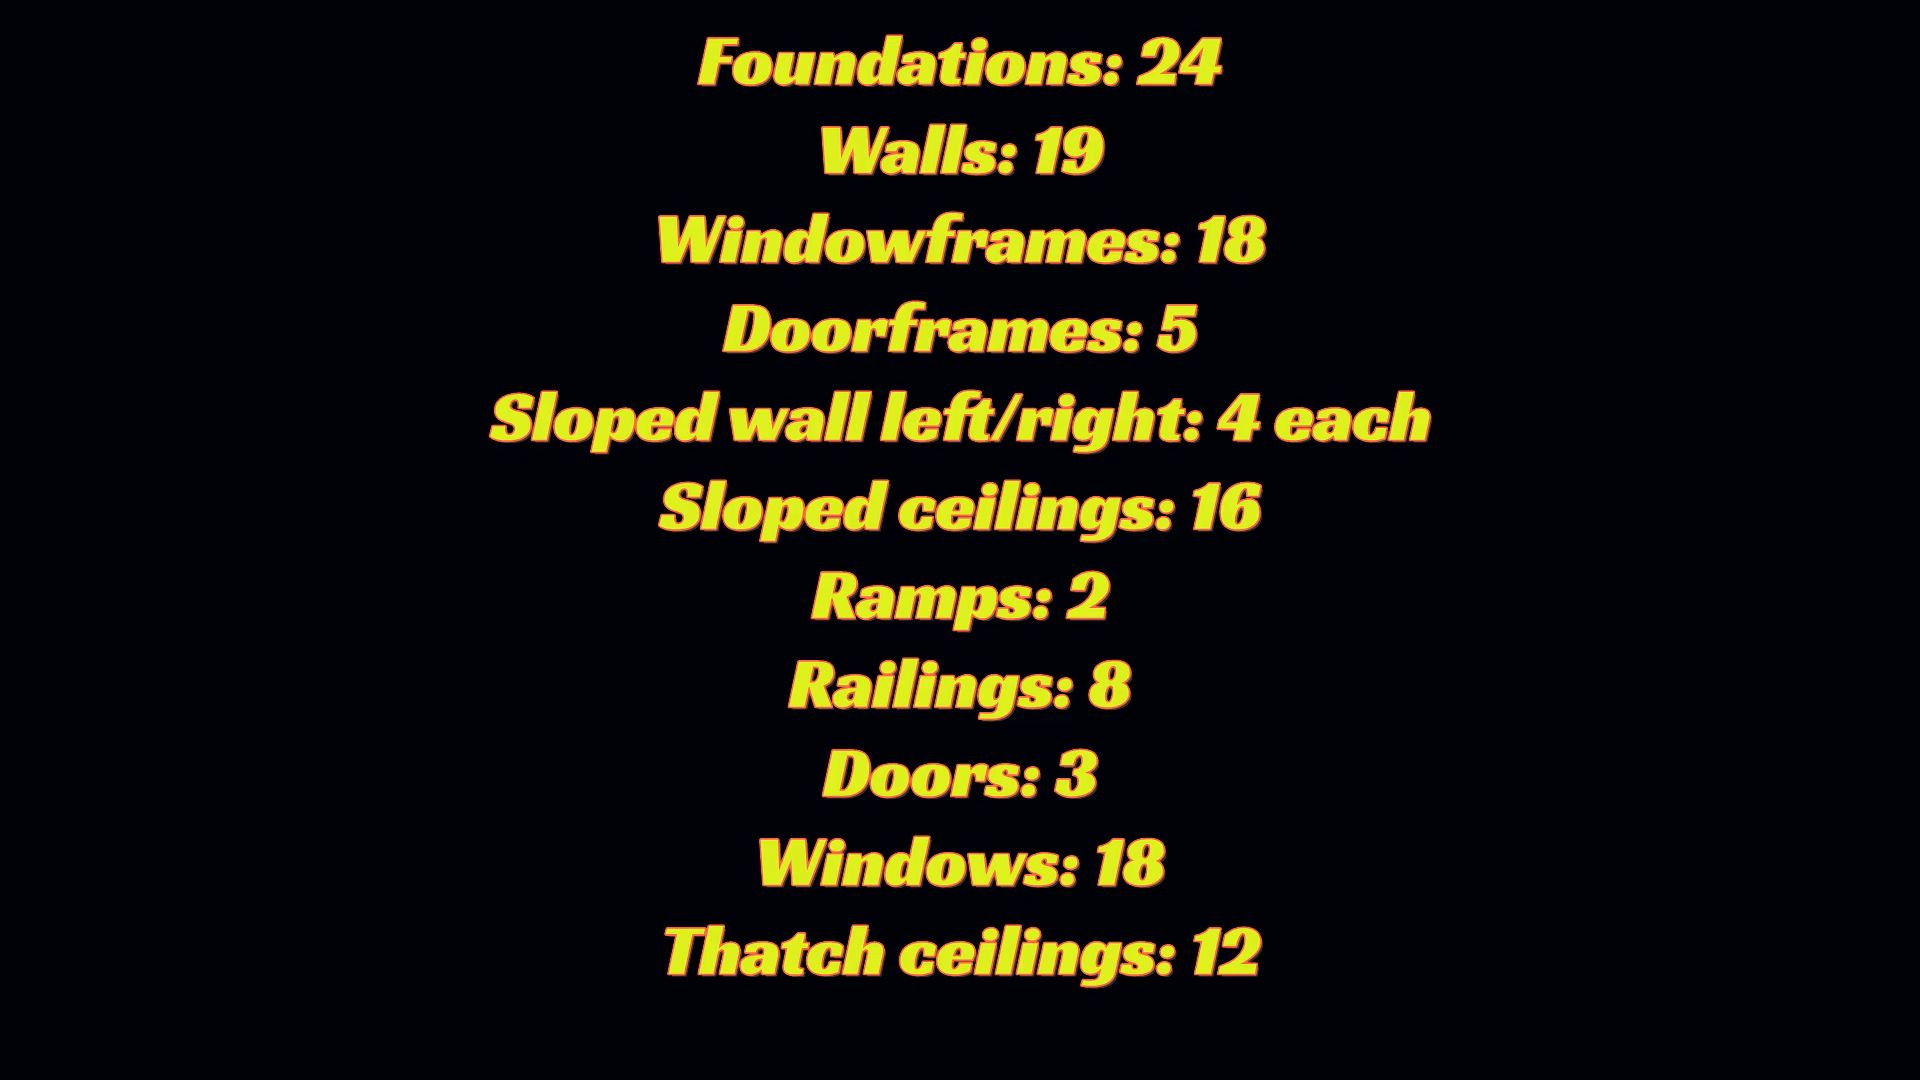 Foundations: 24
Walls: 19
Windowframes: 18
Doorframes: 5
Sloped wall left/right: 4 each
Sloped ceilings: 16
Ramps: 2
Railings: 8
Doors: 3
Windows: 18
Thatch ceilings: 12